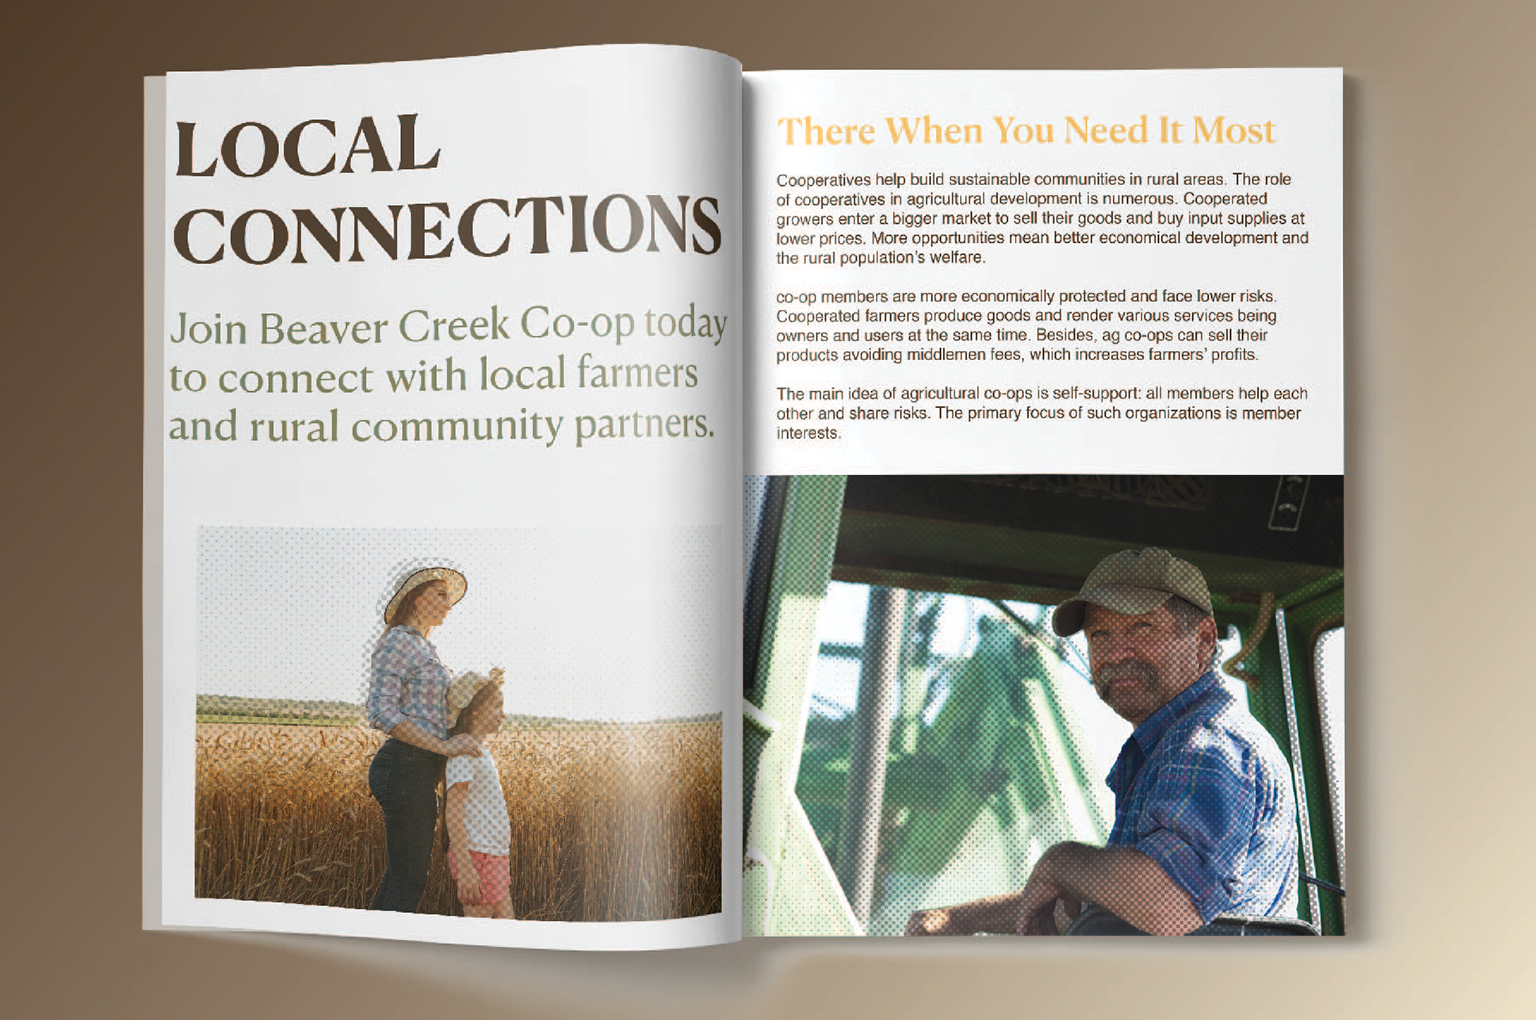 LOCAL
CONNECTIONS
Join Beaver Creek Co-op today
to connect with local farmers
and rural community partners.
There When You Need It Most
Cooperatives help build sustainable communities in rural areas. The role
of cooperatives in agricultural development is numerous. Cooperated
growers enter a bigger market to sell their goods and buy input supplies at
lower prices. More opportunities mean better economical development and
the rural population's welfare.
co-op members are more economically protected and face lower risks.
Cooperated farmers produce goods and render various services being
owners and users at the same time. Besides, ag co-ops can sell their
products avoiding middlemen fees, which increases farmers' profits.
The main idea of agricultural co-ops is self-support: all members help each
other and share risks. The primary focus of such organizations is member
interests.